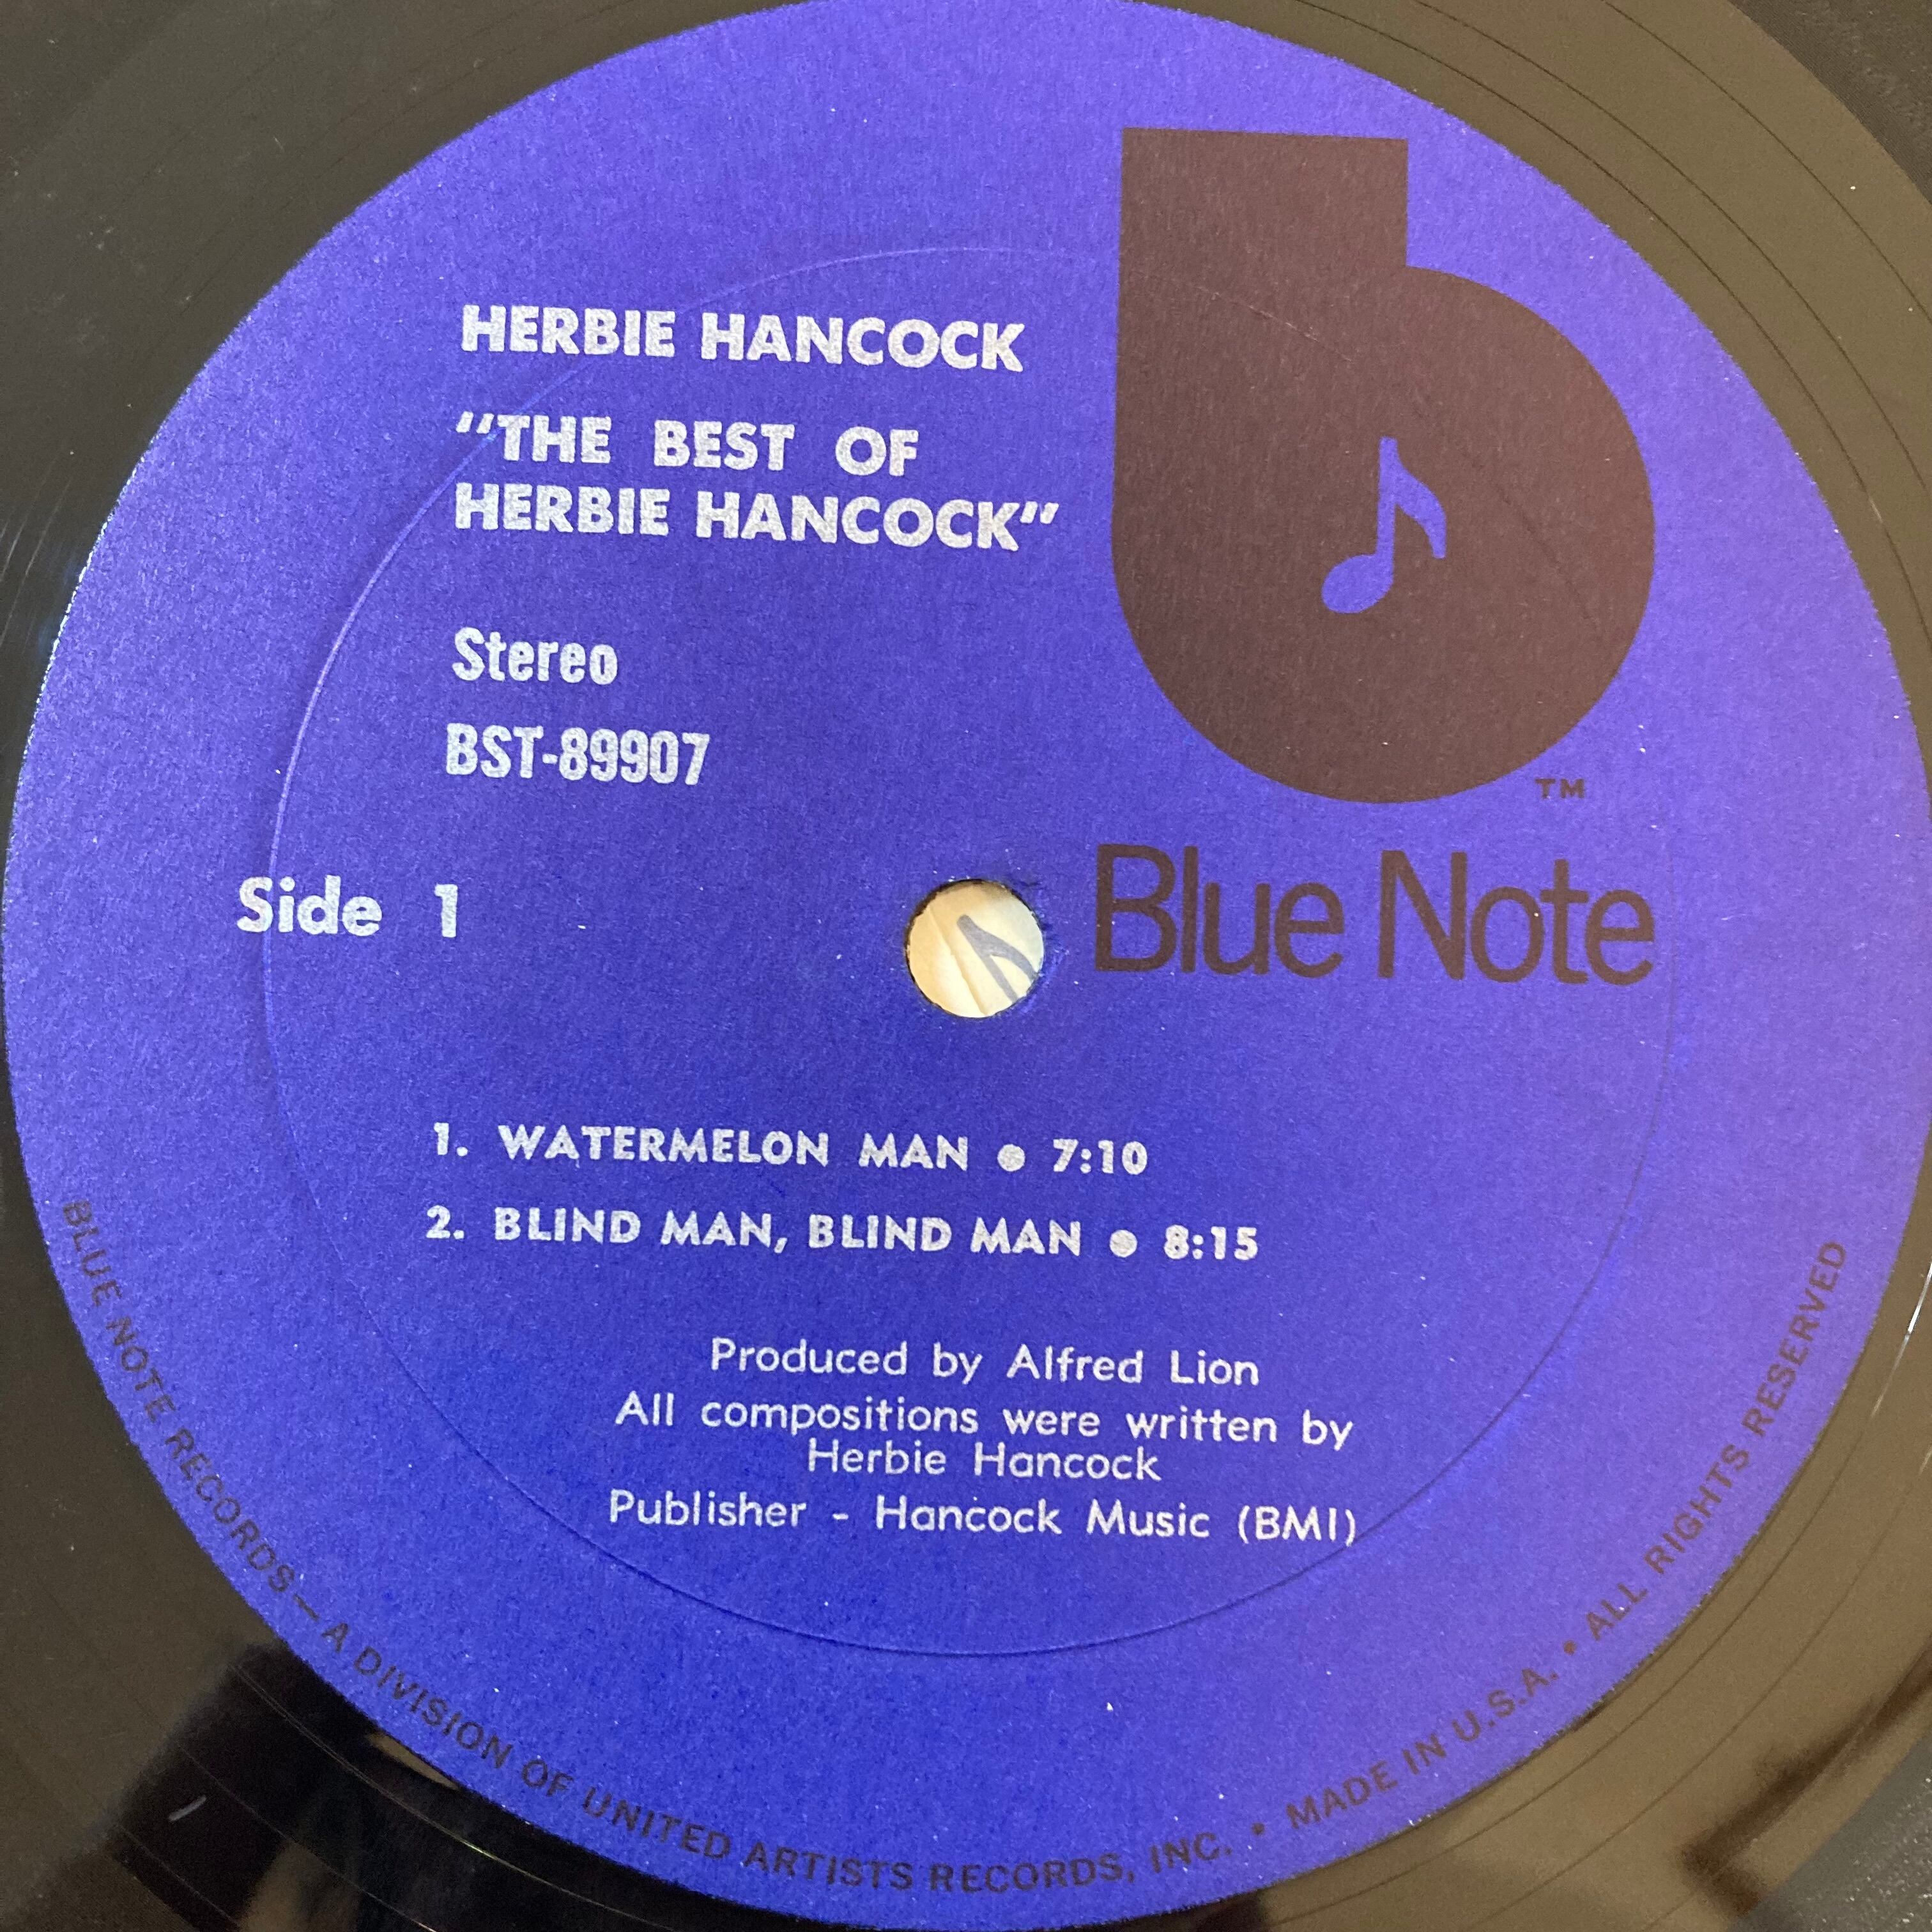 HERBIE HANCOCK
"THE BEST OF
HERBIE HANCOCK"
Stereo
BST-89907
TM
Blue Note
Side 1
1. WATERMELON MAN ● 7:10
2. BLIND MAN, BLIND MAN ● 8:15
Produced by Alfred Lion
All compositions were written by
Herbie Hancock
Publisher - Hancock Music (BMI)
BLUE NOTE RECORDS — A DIVISION OF UNITED ARTISTS RECORDS, INC. • MADE IN U.S.A. • ALL RIGHTS RESERVED